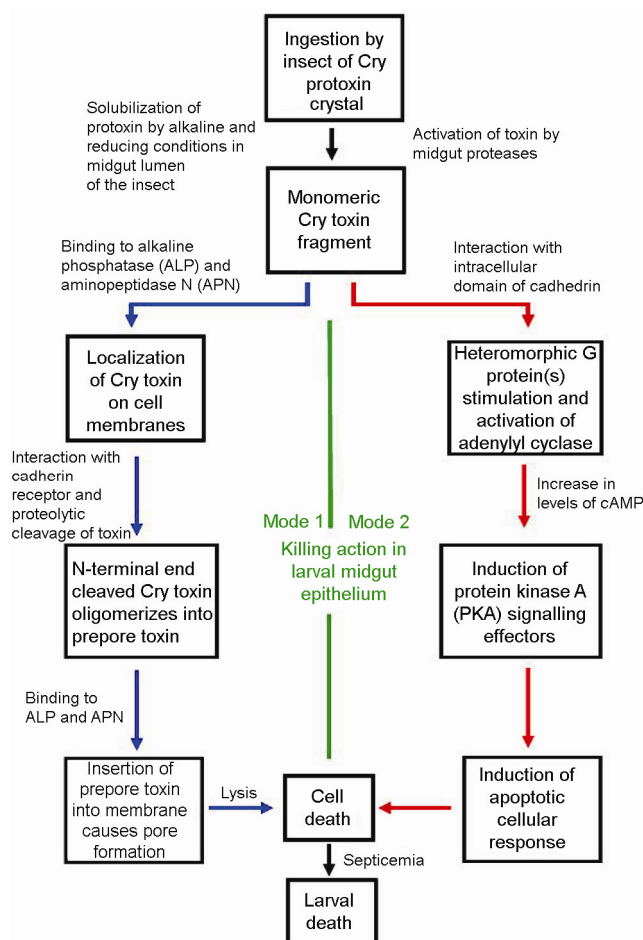 Ingestion by
insect of Cry
protoxin
crystal
Solubilization of
protoxin by alkaline and
reducing conditions in
midgut lumen
of the insect
Activation of toxin by
midgut proteases
Monomeric
Cry toxin
fragment
Binding to alkaline
phosphatase (ALP) and
aminopeptidase N (APN)
Interaction with
intracellular
domain of cadhedrin
Localization
of Cry toxin
on cell
membranes
Heteromorphic G
protein(s)
stimulation and
activation of
adenylyl cyclase
Interaction with
cadherin
receptor and
proteolytic
cleavage of toxin
Increase in
levels of cAMP
Mode 1 Mode 2
Killing action in
larval midgut
epithelium
N-terminal end
cleaved Cry toxin
oligomerizes into
prepore toxin
Induction of
protein kinase A
(PKA) signalling
effectors
Binding to
ALP and APN
Insertion of
prepore toxin
into membrane
causes pore
formation
Lysis
Cell
death
Induction of
apoptotic
cellular
response
Septicemia
Larval
death